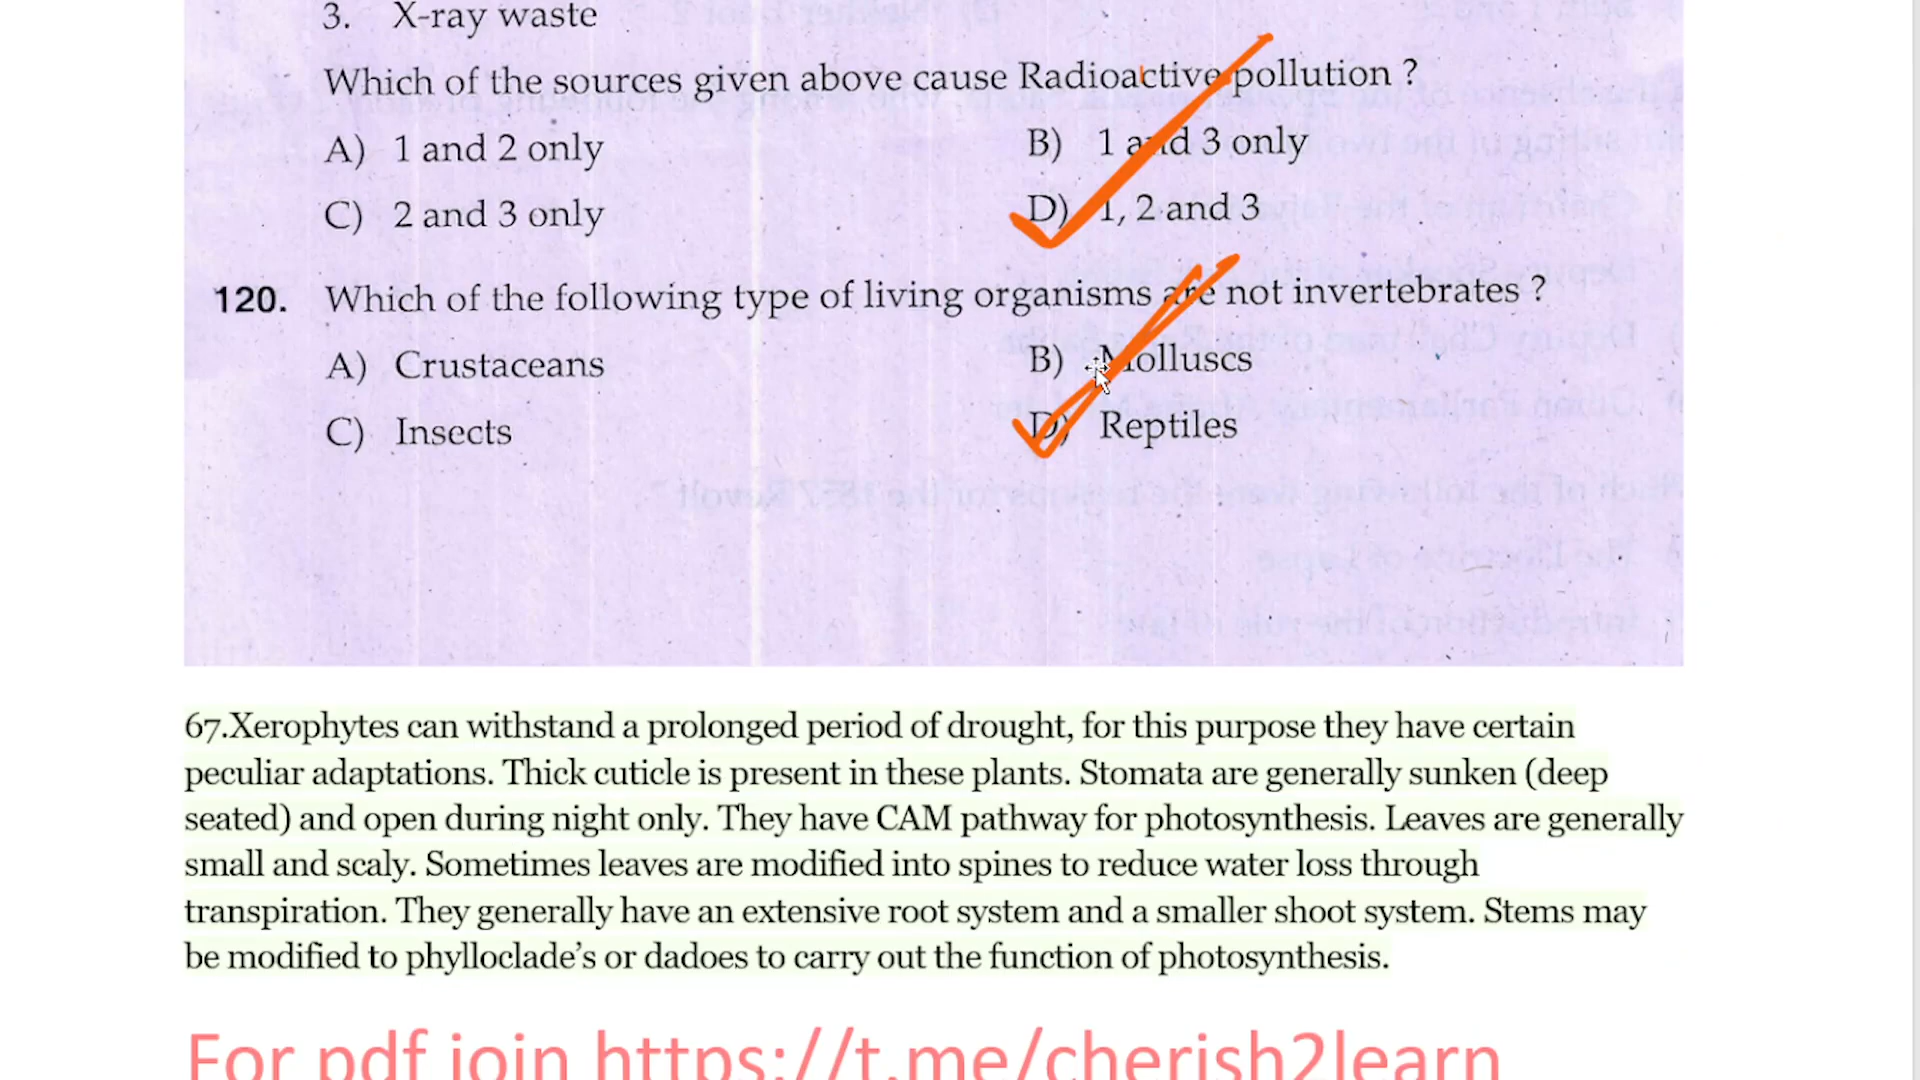 3. X-ray waste
Which of the sources given above cause Radioactive pollution ?
A) 1 and 2 only B) 1 and 3 only
C) 2 and 3 only D) 1, 2 and 3
120. Which of the following type of living organisms are not invertebrates ?
A) Crustaceans B) Molluscs
C) Insects D) Reptiles
67.Xerophytes can withstand a prolonged period of drought, for this purpose they have certain
peculiar adaptations. Thick cuticle is present in these plants. Stomata are generally sunken (deep
seated) and open during night only. They have CAM pathway for photosynthesis. Leaves are generally
small and scaly. Sometimes leaves are modified into spines to reduce water loss through
transpiration. They generally have an extensive root system and a smaller shoot system. Stems may
be modified to phylloclade’s or dadoes to carry out the function of photosynthesis.
For pdf join https://t.me/cherish2learn